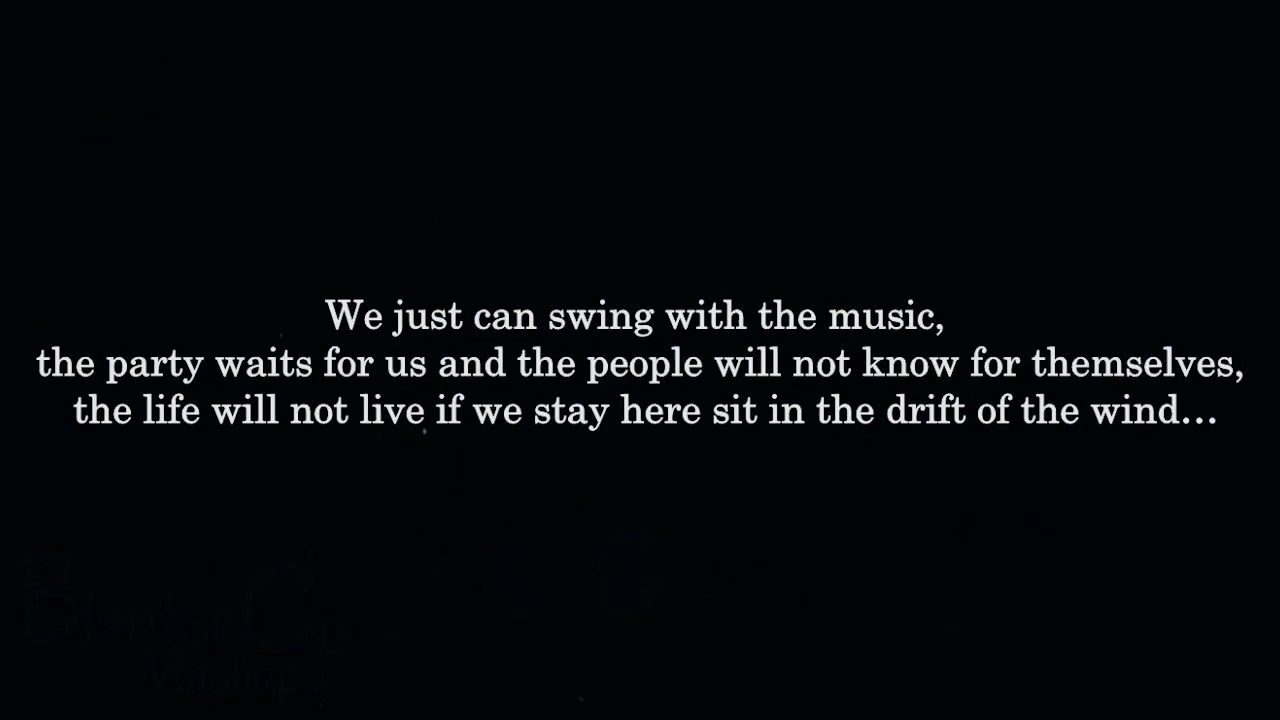 We just can swing with the music,
the party waits for us and the people will not know for themselves,
the life will not live if we stay here sit in the drift of the wind...